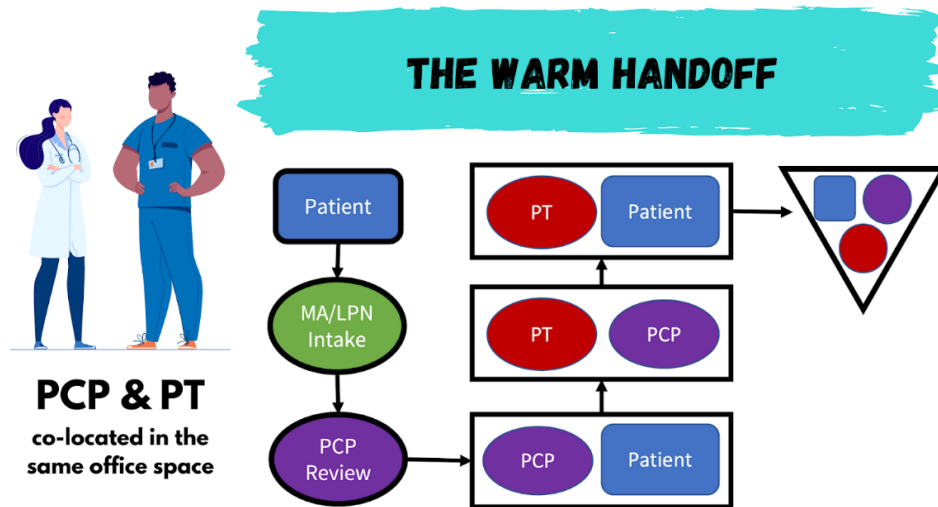 THE WARM HANDOFF
PCP & PT
co-located in the
same office space
Patient
MA/LPN
Intake
PCP
Review
PCP
Patient
PT
PCP
PT
Patient